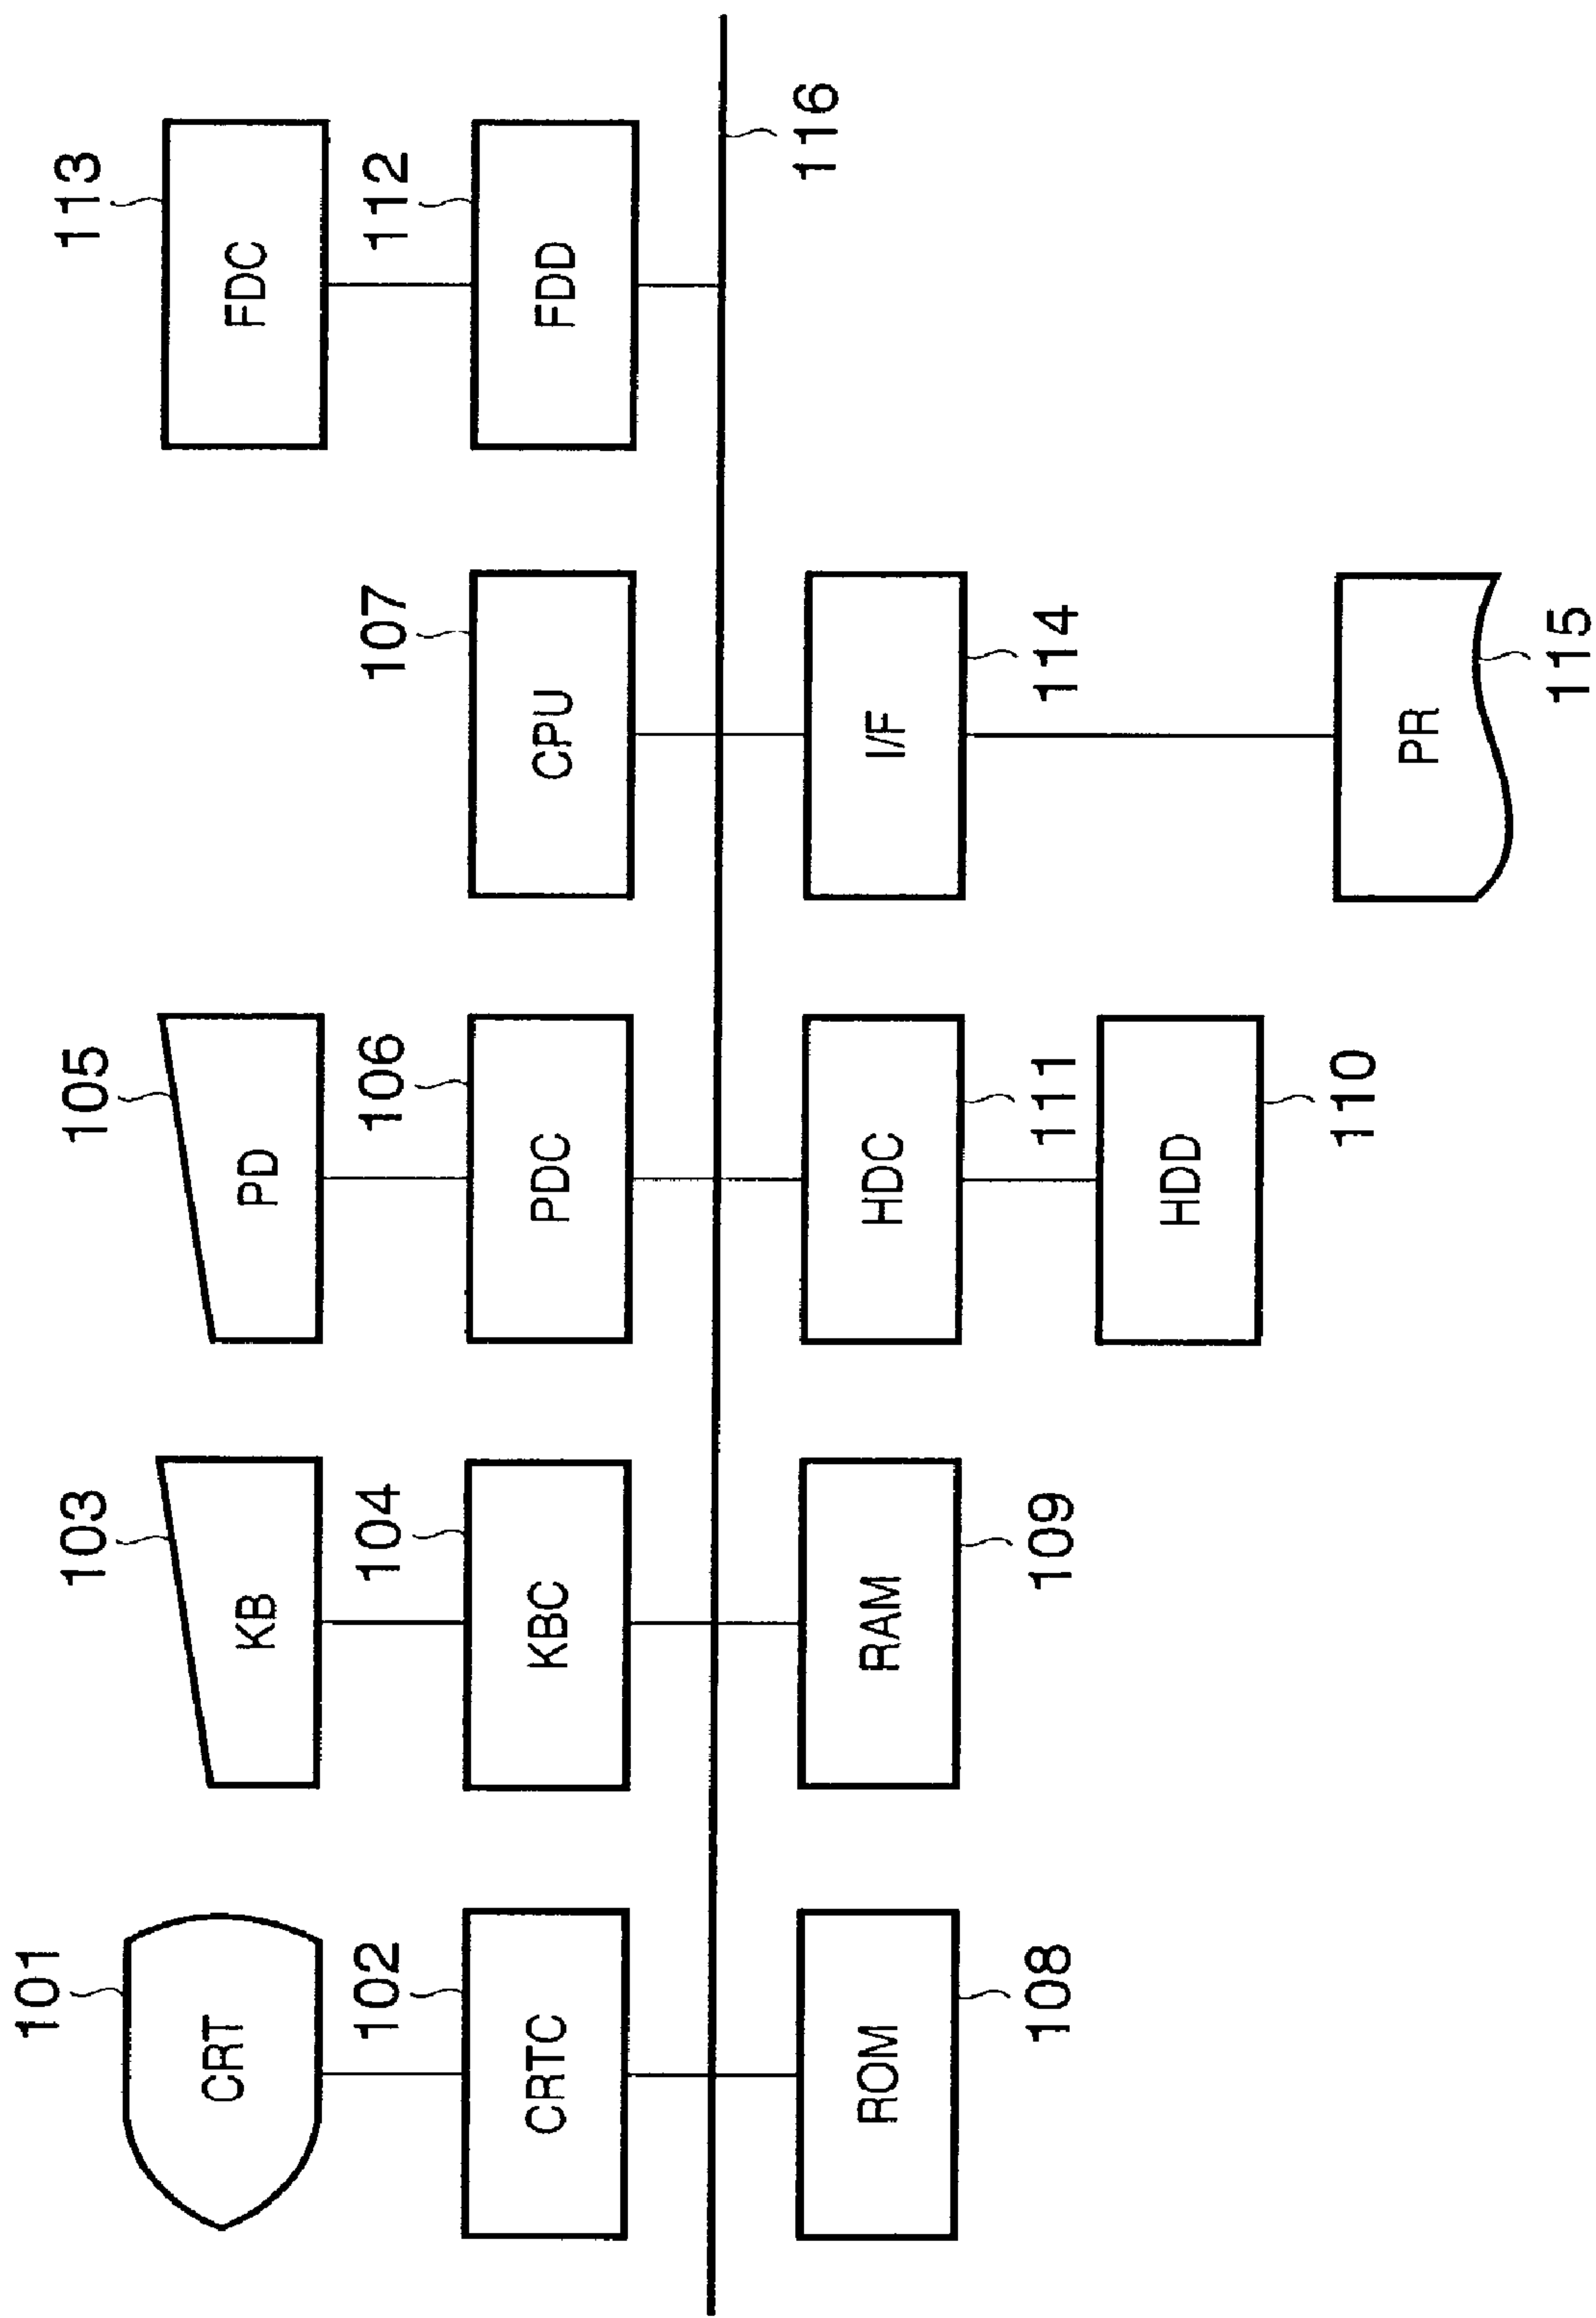 101
CRT
103
KB
105
PD
113
FDC
102
CRTC
104
KBC
106
PDC
107
CPU
112
FDD
116
ROM
108
RAM
109
HDC
111
I/F
114
HDD
110
PR
115